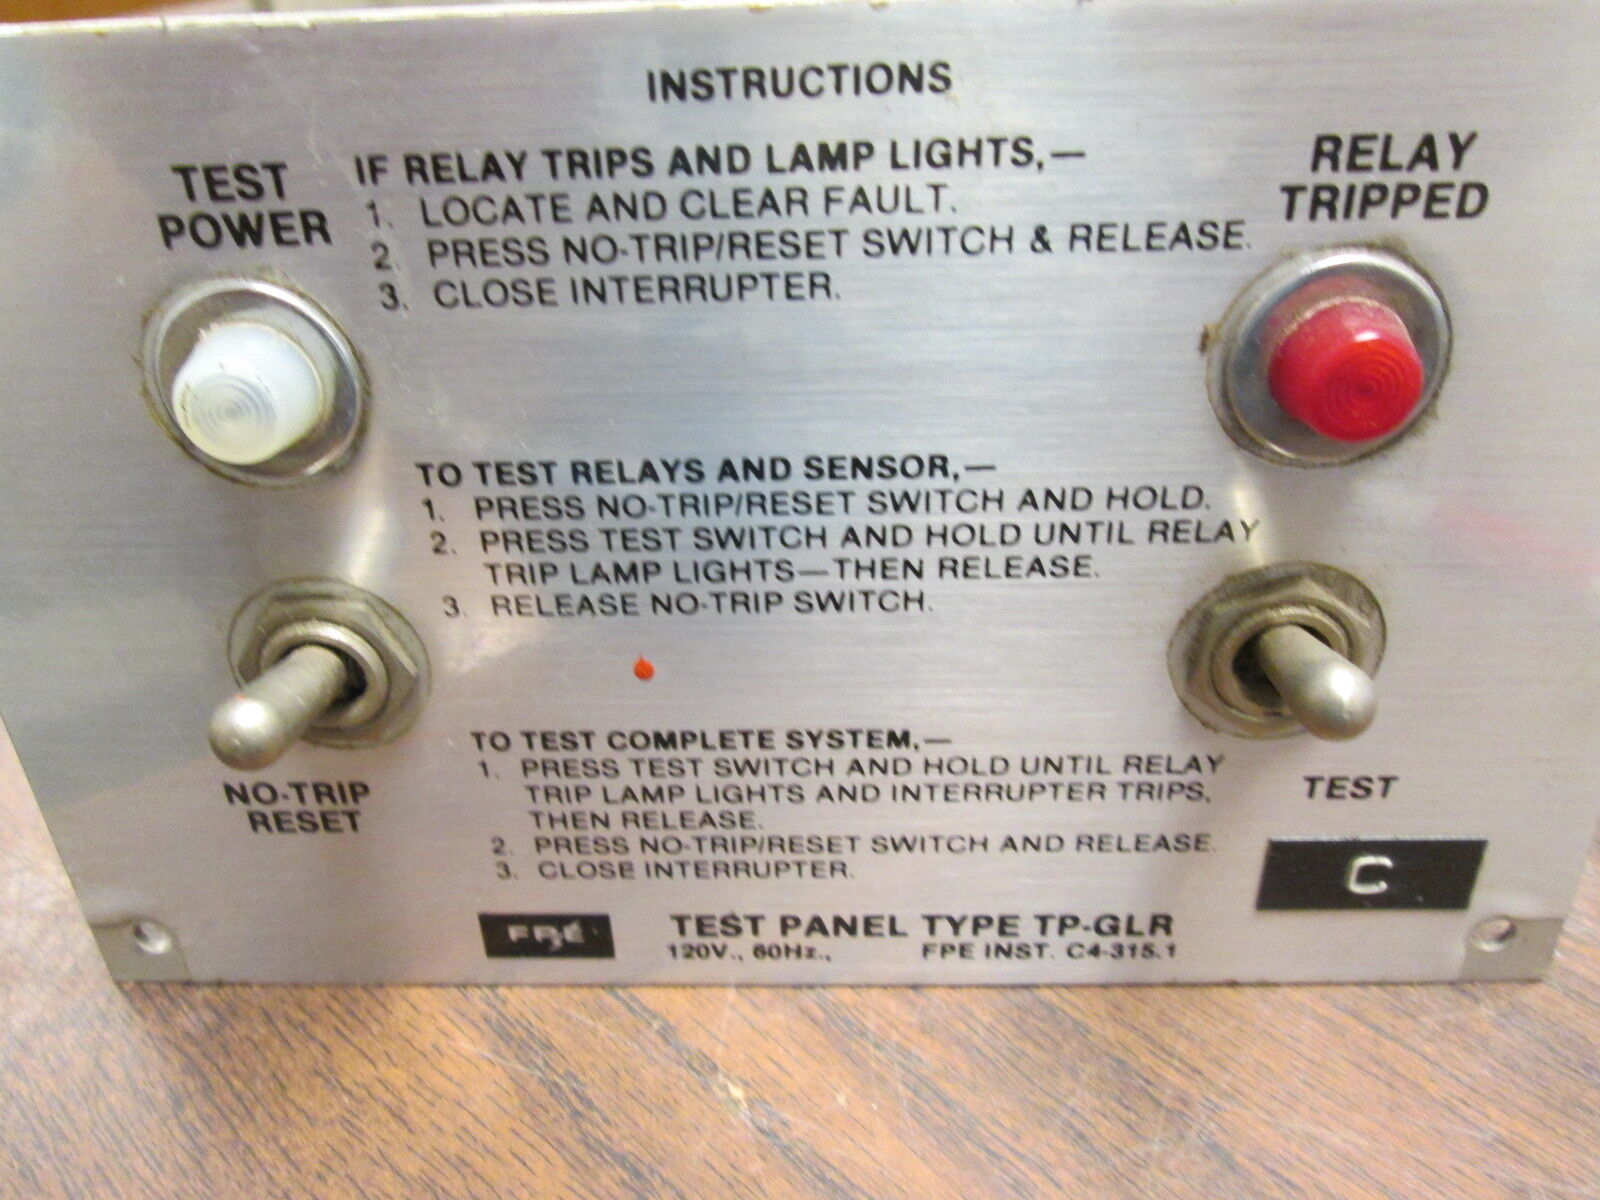 INSTRUCTIONS
TEST
POWER
IF RELAY TRIPS AND LAMP LIGHTS,—
1. LOCATE AND CLEAR FAULT.
2. PRESS NO-TRIP/RESET SWITCH & RELEASE.
3. CLOSE INTERRUPTER.
RELAY
TRIPPED
TO TEST RELAYS AND SENSOR,—
1. PRESS NO-TRIP/RESET SWITCH AND HOLD.
2. PRESS TEST SWITCH AND HOLD UNTIL RELAY
TRIP LAMP LIGHTS—THEN RELEASE.
3. RELEASE NO-TRIP SWITCH.
NO-TRIP
RESET
TO TEST COMPLETE SYSTEM,—
1. PRESS TEST SWITCH AND HOLD UNTIL RELAY
TRIP LAMP LIGHTS AND INTERRUPTER TRIPS,
THEN RELEASE.
2. PRESS NO-TRIP/RESET SWITCH AND RELEASE.
3. CLOSE INTERRUPTER.
TEST
C
FPE
TEST PANEL TYPE TP-GLR
120V., 60Hz., FPE INST. C4-315.1